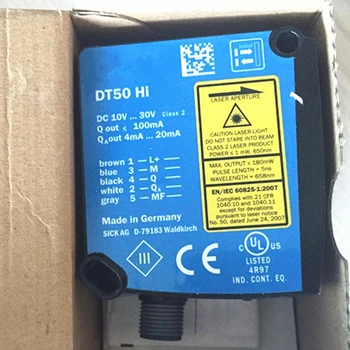 DT50 Hi
DC 10V ... 30V Class 2
Q out ≤ 100mA
QA out 4mA ... 20mA
brown 1 — L+ —
blue 3 — M —
black 4 — Q —
white 2 — QA —
gray 5 — MF —
Made in Germany
SICK AG D-79183 Waldkirch
III
CE
LASER APERTURE
CAUTION LASER-LIGHT
DO NOT STARE INTO BEAM
CLASS 2 LASER PRODUCT
POWER ≤ 1 mW, 650nm
MAX. OUTPUT ≤ 180mW
PULSE LENGTH = 5ns
WAVELENGTH = 658nm
EN/IEC 60825-1:2007
Complies with 21 CFR
1040.10 and 1040.11
except for deviations
pursuant to laser notice
No. 50, dated June 24, 2007
C UL US
LISTED
4R97
IND. CONT. EQ.